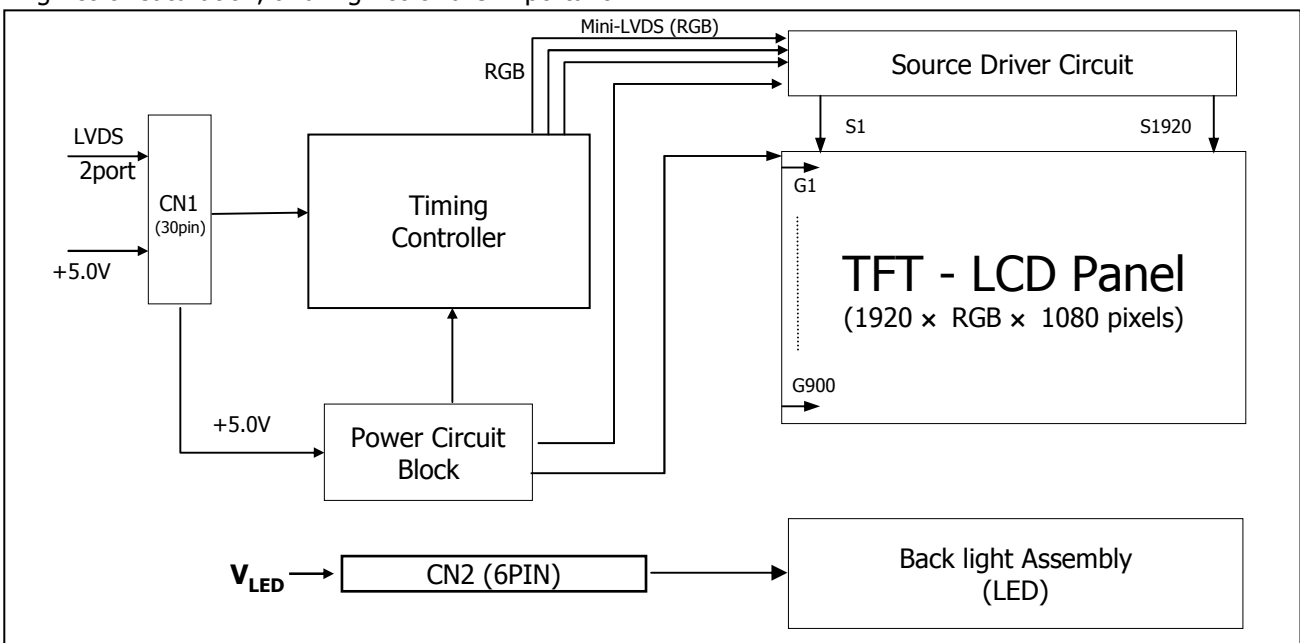 Mini-LVDS (RGB)
RGB
Source Driver Circuit
S1
S1920
LVDS
2port
CN1
(30pin)
+5.0V
Timing
Controller
G1
TFT - LCD Panel
(1920 × RGB × 1080 pixels)
G900
+5.0V
Power Circuit
Block
VLED
CN2 (6PIN)
Back light Assembly
(LED)